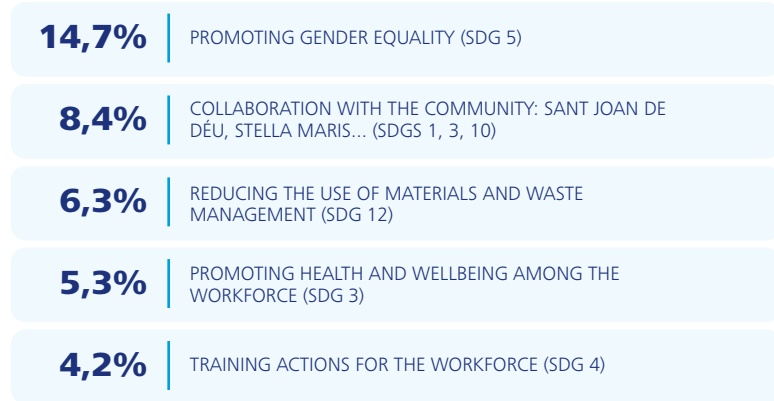 14,7%
PROMOTING GENDER EQUALITY (SDG 5)
8,4%
COLLABORATION WITH THE COMMUNITY: SANT JOAN DE
DÉU, STELLA MARIS... (SDGS 1, 3, 10)
6,3%
REDUCING THE USE OF MATERIALS AND WASTE
MANAGEMENT (SDG 12)
5,3%
PROMOTING HEALTH AND WELLBEING AMONG THE
WORKFORCE (SDG 3)
4,2%
TRAINING ACTIONS FOR THE WORKFORCE (SDG 4)